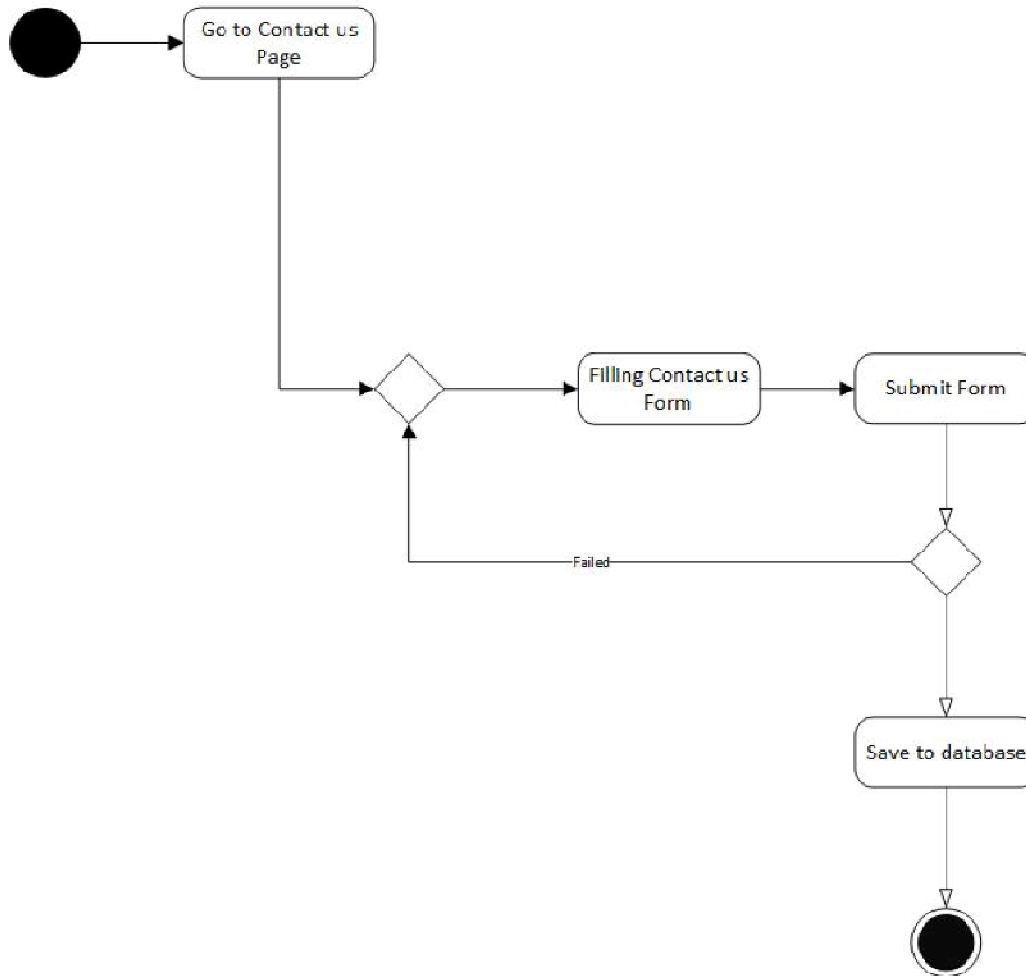 Go to Contact us
Page
Filling Contact us
Form
Submit Form
Failed
Save to database